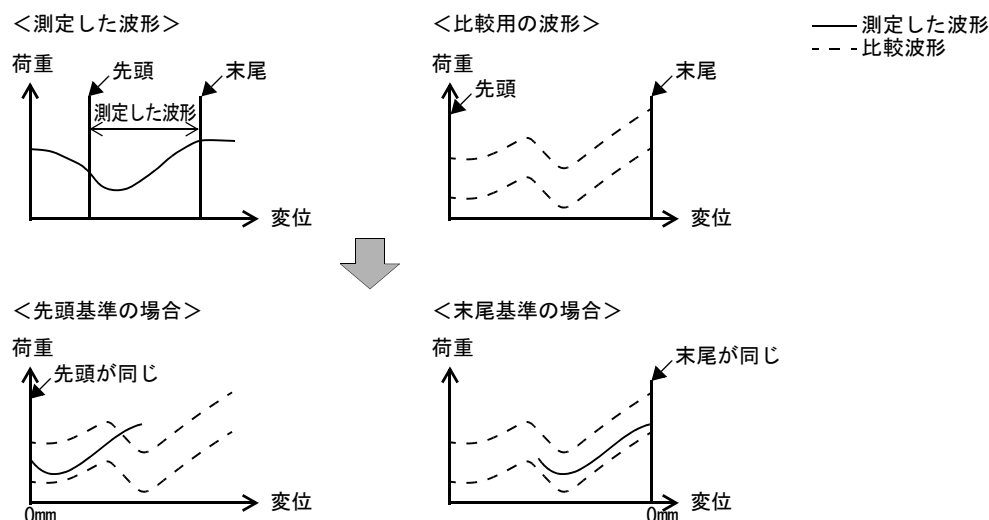 ＜測定した波形＞
荷重
先頭
末尾
測定した波形
変位
＜比較用の波形＞
荷重
先頭
末尾
変位
測定した波形
比較波形
＜先頭基準の場合＞
荷重
先頭が同じ
変位
0mm
＜末尾基準の場合＞
荷重
末尾が同じ
変位
0mm